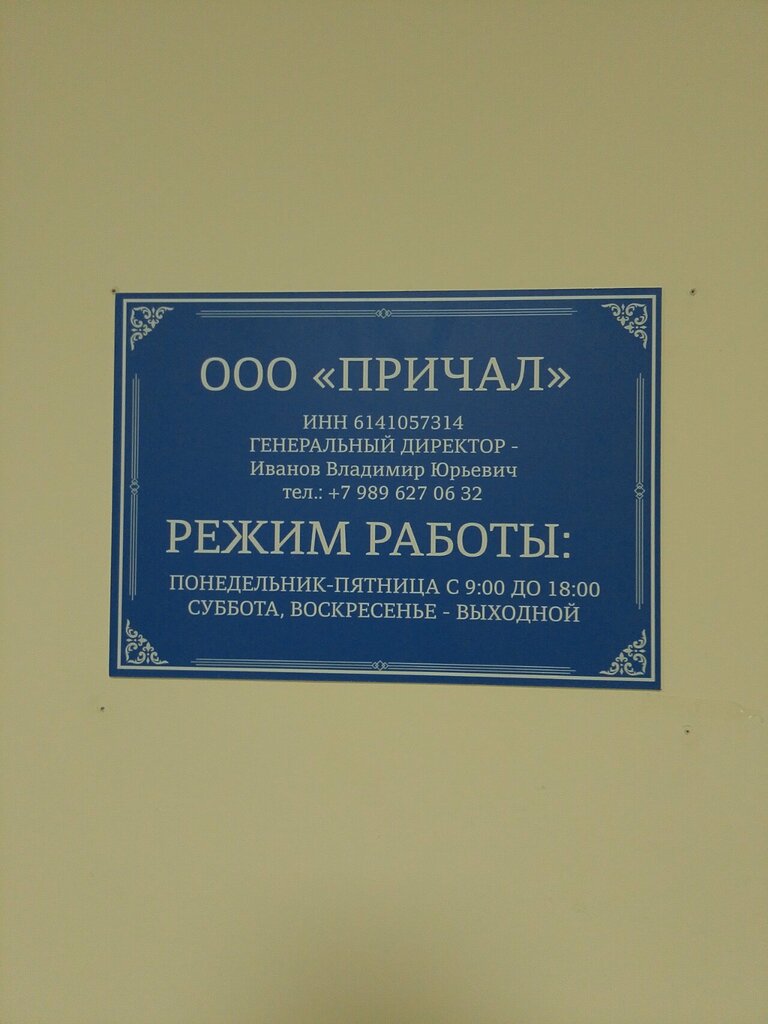 ООО «ПРИЧАЛ»
ИНН 6141057314
ГЕНЕРАЛЬНЫЙ ДИРЕКТОР -
Иванов Владимир Юрьевич
тел.: +7 989 627 06 32
РЕЖИМ РАБОТЫ:
ПОНЕДЕЛЬНИК-ПЯТНИЦА С 9:00 ДО 18:00
СУББОТА, ВОСКРЕСЕНЬЕ - ВЫХОДНОЙ